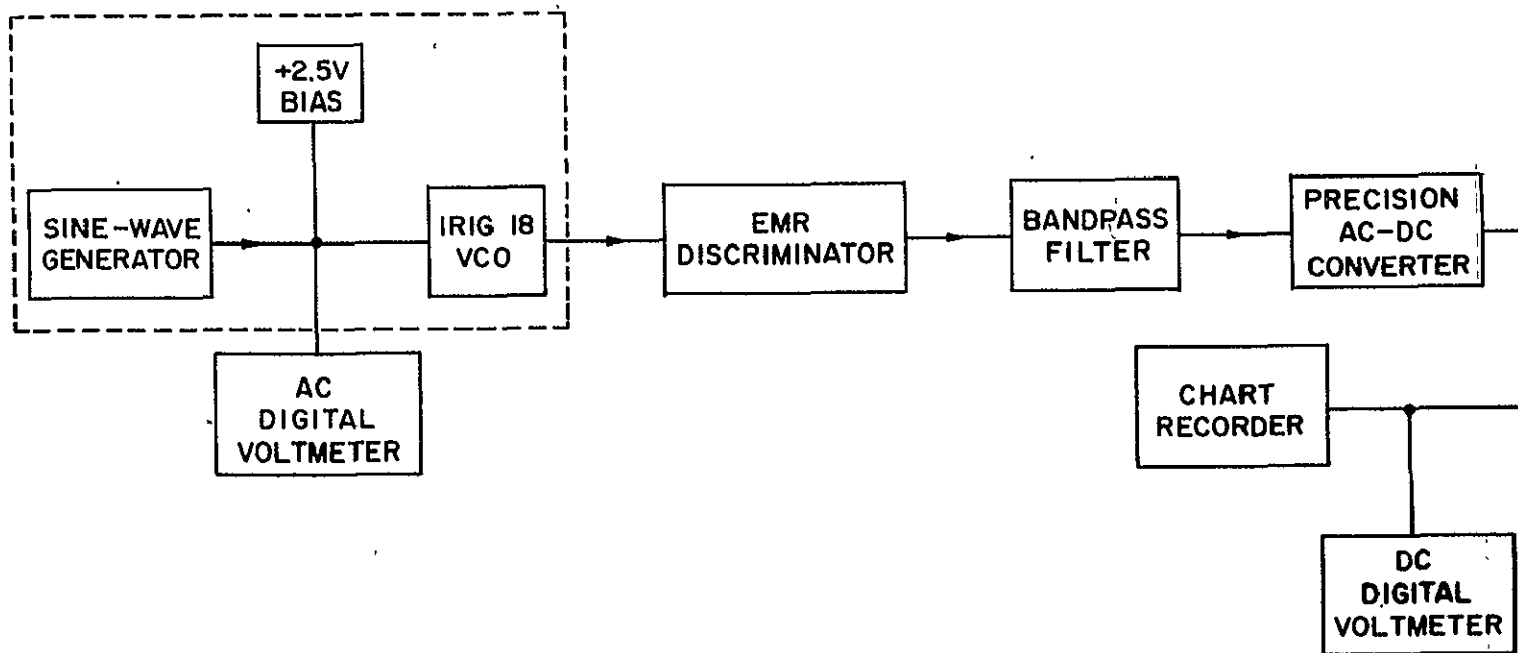 +2.5V
BIAS
SINE-WAVE
GENERATOR
IRIG 18
VCO
EMR
DISCRIMINATOR
BANDPASS
FILTER
PRECISION
AC-DC
CONVERTER
AC
DIGITAL
VOLTMETER
CHART
RECORDER
DC
DIGITAL
VOLTMETER